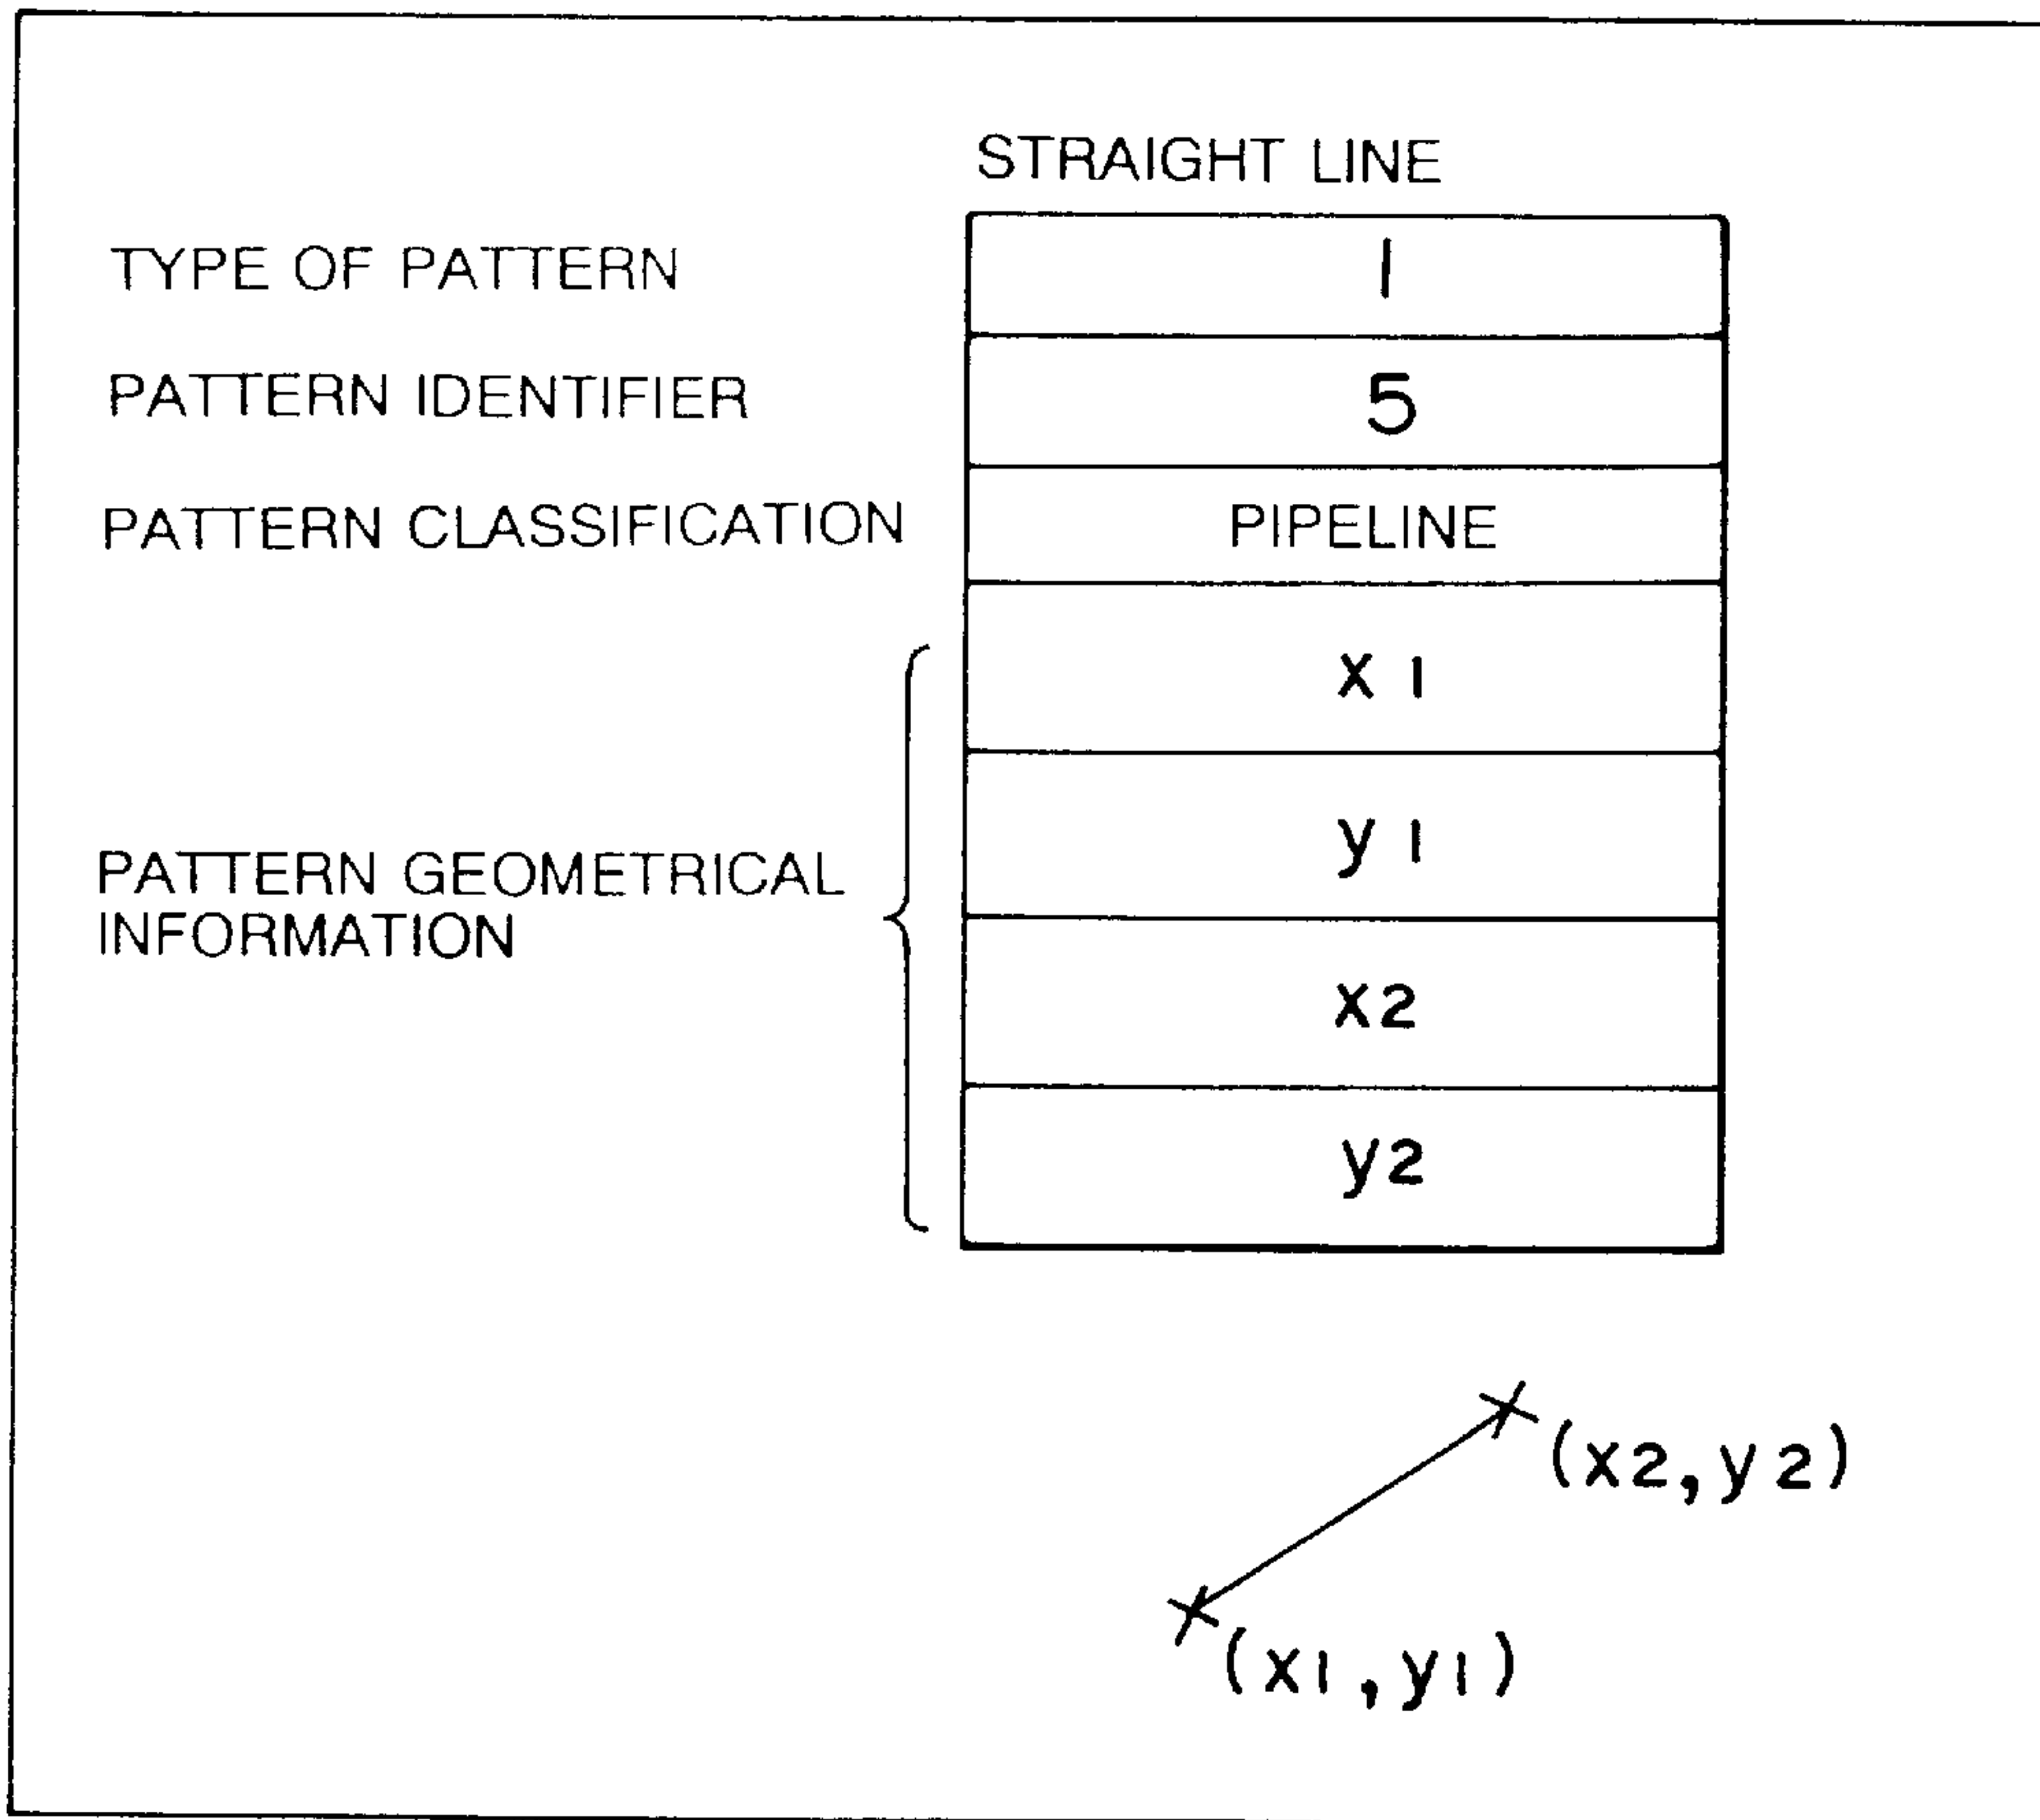 STRAIGHT LINE
TYPE OF PATTERN 1
PATTERN IDENTIFIER 5
PATTERN CLASSIFICATION PIPELINE
x1
y1
PATTERN GEOMETRICAL
INFORMATION
x2
y2
(x2,y2)
(x1,y1)